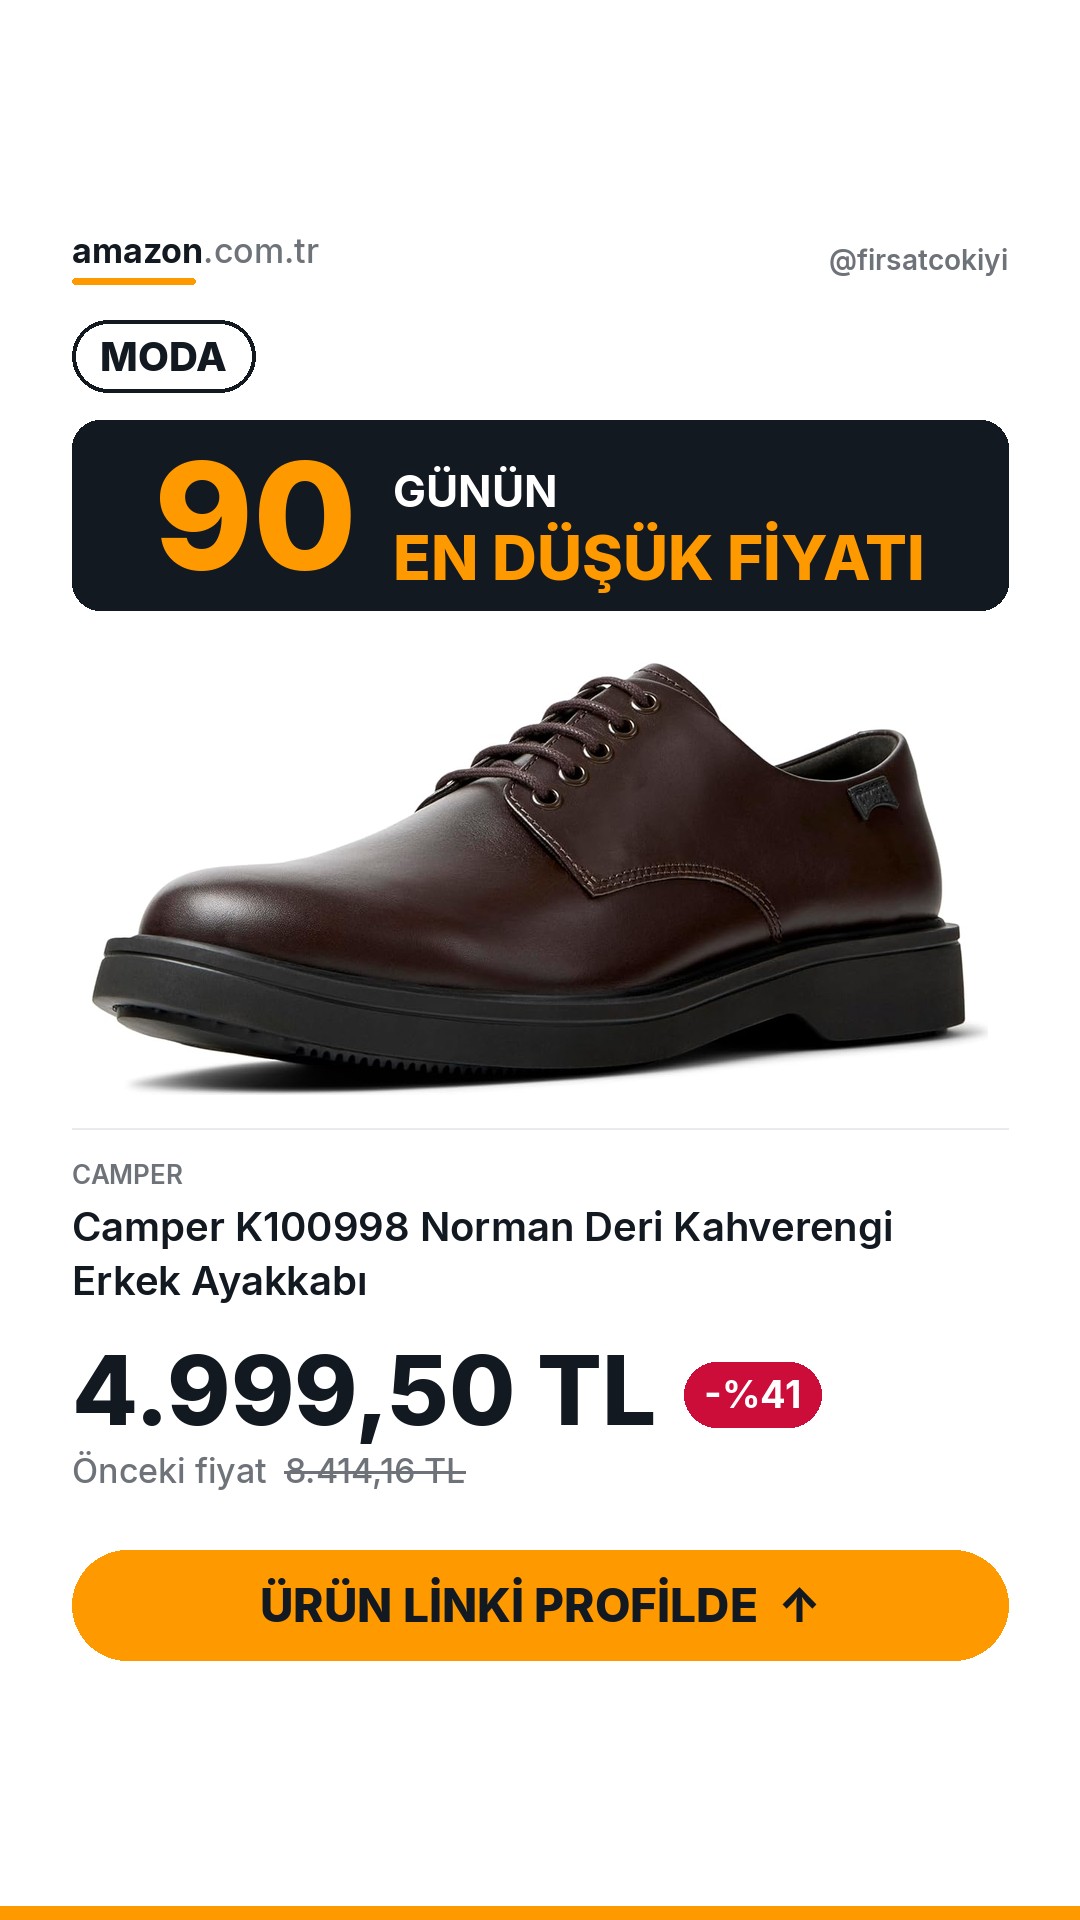 amazon.com.tr
@firsatcokiyi
MODA
90 GÜNÜN
EN DÜŞÜK FİYATI
CAMPER
Camper K100998 Norman Deri Kahverengi
Erkek Ayakkabı
4.999,50 TL -%41
Önceki fiyat 8.414,16 TL
ÜRÜN LİNKİ PROFİLDE ↑